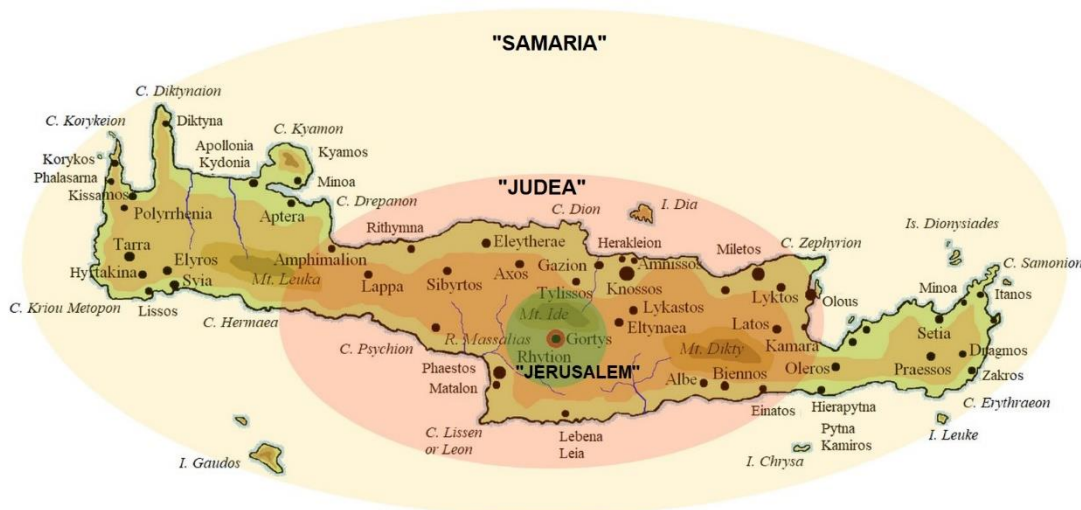 "SAMARIA"
C. Diktynaion
C. Korykeion
Diktyna
C. Kyamon
Apollonia
Kydonia
Kyamos
Korykos
Phalasarna
Kissamos
Minoa
Polyrrhenia
Aptera
C. Drepanon
"JUDEA"
C. Dion
I. Dia
Is. Dionysiades
Rithymna
Eleytherae
Herakleion
Miletos
C. Zephyrion
Tarra
Elyros
Amphimalion
Axos
Gazion
Amnissos
C. Samonion
Hyrtakina
Syia
Mt. Leuka
Lappa
Sibyrtos
Tylissos
Knossos
Lyktos
Olous
Minoa
Itanos
C. Kriou Metopon
Lissos
C. Hermaea
Mt. Ide
Lykastos
Eltynaea
Latos
Kamara
Setia
C. Psychion
R. Massalias
Gortys
Rhytion
Mt. Dikty
Oleros
Dragmos
Praessos
Phaestos
Matalon
"JERUSALEM"
Albe
Biennos
Zakros
Einatos
Hierapytna
C. Erythraeon
C. Lissen
or Leon
Lebena
Leia
Pytna
Kamiros
I. Leuke
I. Gaudos
I. Chrysa